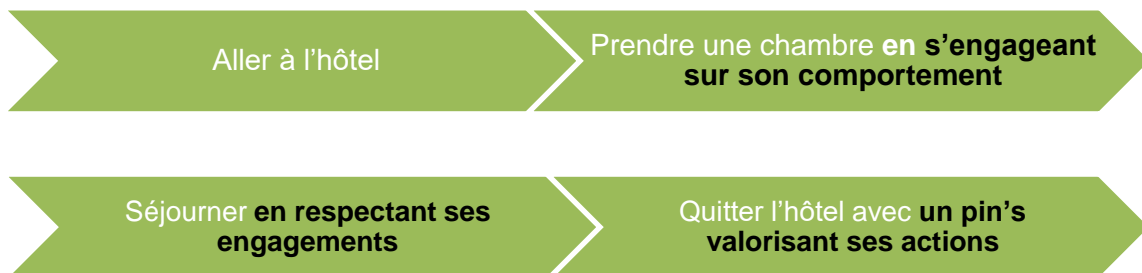 Aller à l’hôtel
Prendre une chambre en s’engageant
sur son comportement
Séjourner en respectant ses
engagements
Quitter l’hôtel avec un pin’s
valorisant ses actions